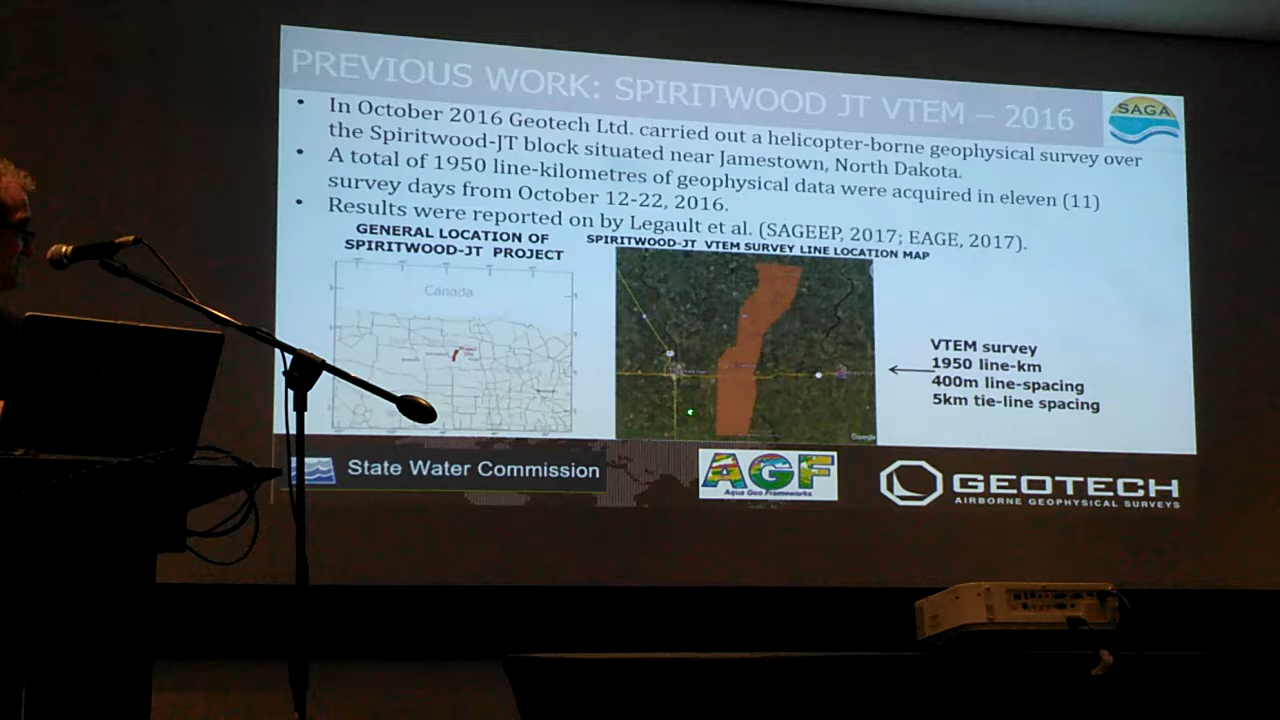 PREVIOUS WORK: SPIRITWOOD JT VTEM – 2016
SAGA
• In October 2016 Geotech Ltd. carried out a helicopter-borne geophysical survey over
the Spiritwood-JT block situated near Jamestown, North Dakota.
• A total of 1950 line-kilometres of geophysical data were acquired in eleven (11)
survey days from October 12-22, 2016.
• Results were reported on by Legault et al. (SAGEEP, 2017; EAGE, 2017).
GENERAL LOCATION OF
SPIRITWOOD-JT PROJECT
Canada
SPIRITWOOD-JT VTEM SURVEY LINE LOCATION MAP
Google
VTEM survey
1950 line-km
400m line-spacing
5km tie-line spacing
State Water Commission
AGF
Aqua Geo Frameworks
GEOTECH
AIRBORNE GEOPHYSICAL SURVEYS